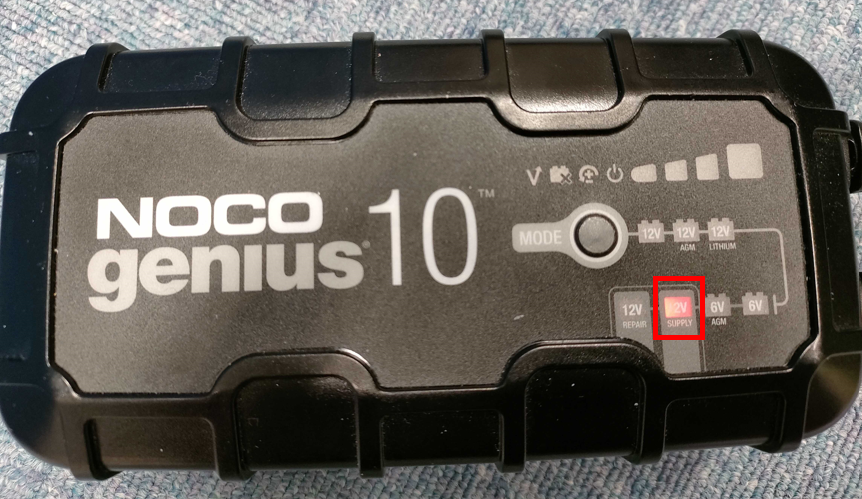 NOCO
genius®10™
MODE
12V
12V
AGM
12V
LITHIUM
12V
REPAIR
12V
SUPPLY
6V
AGM
6V